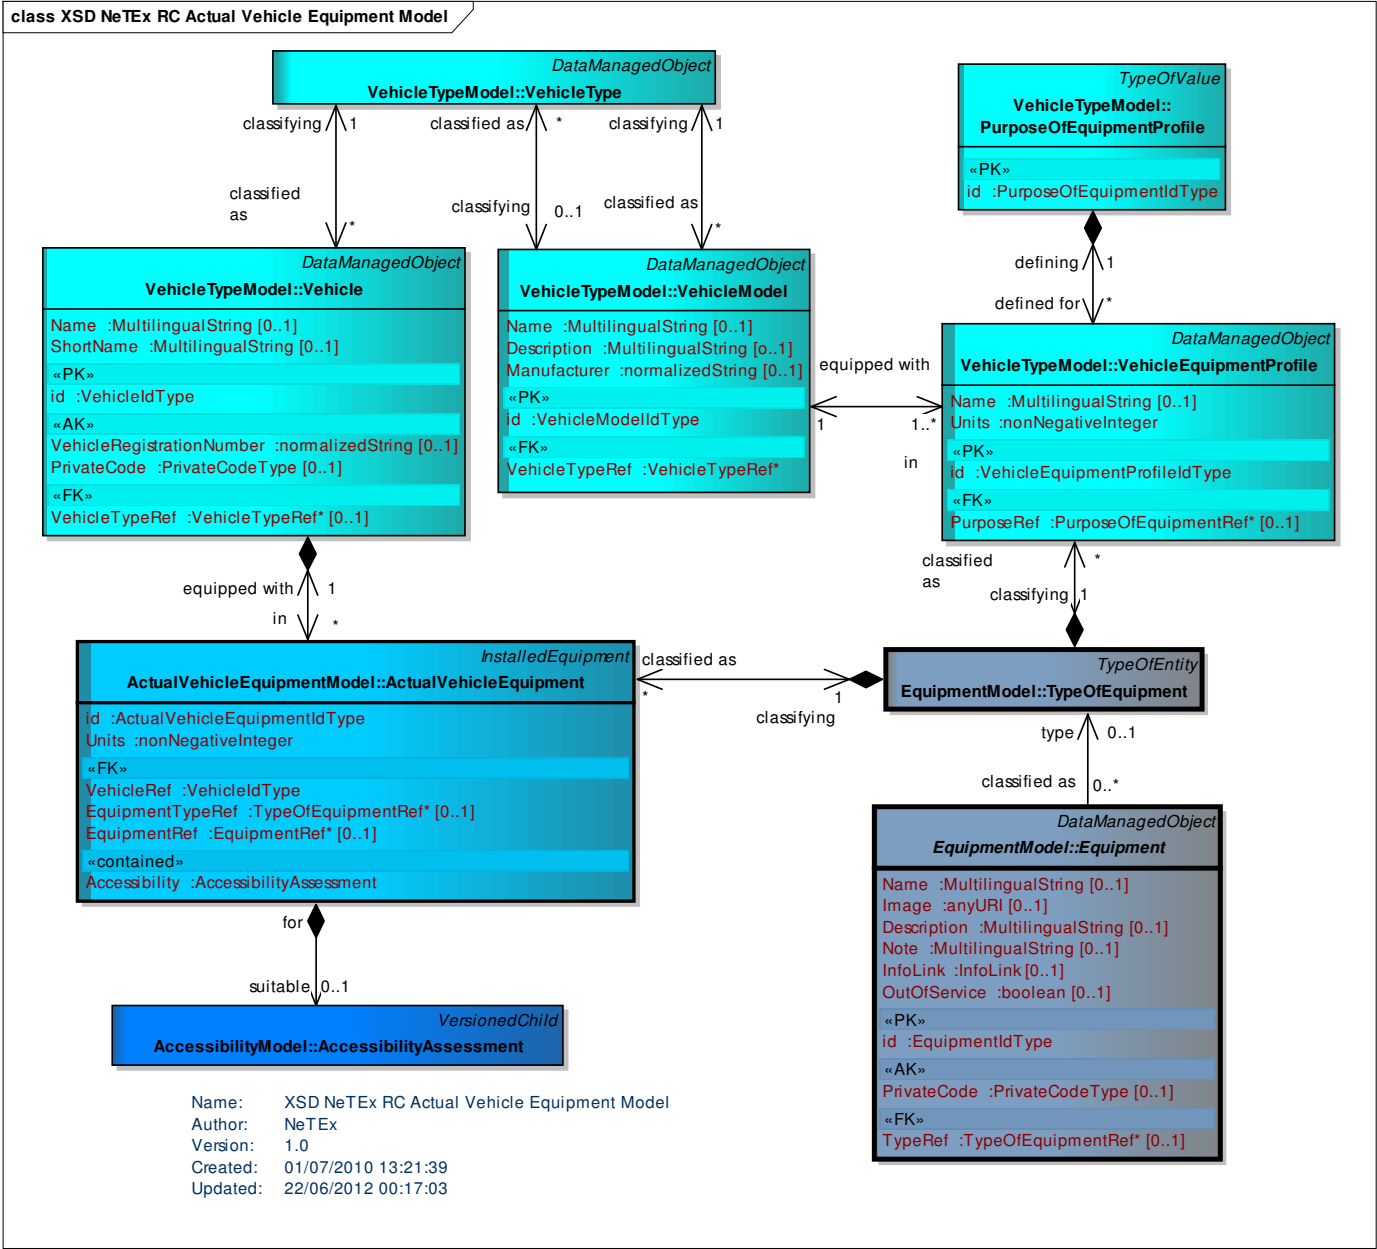 class XSD NeTEx RC Actual Vehicle Equipment Model
DataManagedObject
VehicleTypeModel::VehicleType
TypeOfValue
VehicleTypeModel::
PurposeOfEquipmentProfile
«PK»
id :PurposeOfEquipmentIdType
classifying 1
classified as *
classifying 1
classified
as
*
classifying 0..1
classified as
*
defining 1
defined for *
DataManagedObject
VehicleTypeModel::Vehicle
Name :MultilingualString [0..1]
ShortName :MultilingualString [0..1]
«PK»
id :VehicleIdType
«AK»
VehicleRegistrationNumber :normalizedString [0..1]
PrivateCode :PrivateCodeType [0..1]
«FK»
VehicleTypeRef :VehicleTypeRef* [0..1]
DataManagedObject
VehicleTypeModel::VehicleModel
Name :MultilingualString [0..1]
Description :MultilingualString [o..1]
Manufacturer :normalizedString [0..1]
«PK»
id :VehicleModelIdType
«FK»
VehicleTypeRef :VehicleTypeRef*
equipped with
1
1..*
in
DataManagedObject
VehicleTypeModel::VehicleEquipmentProfile
Name :MultilingualString [0..1]
Units :nonNegativeInteger
«PK»
id :VehicleEquipmentProfileIdType
«FK»
PurposeRef :PurposeOfEquipmentRef* [0..1]
equipped with 1
in
*
classified
as
*
classifying 1
InstalledEquipment
ActualVehicleEquipmentModel::ActualVehicleEquipment
id :ActualVehicleEquipmentIdType
Units :nonNegativeInteger
«FK»
VehicleRef :VehicleIdType
EquipmentTypeRef :TypeOfEquipmentRef* [0..1]
EquipmentRef :EquipmentRef* [0..1]
«contained»
Accessibility :AccessibilityAssessment
classified as
*
1
classifying
TypeOfEntity
EquipmentModel::TypeOfEquipment
type 0..1
classified as 0..*
DataManagedObject
EquipmentModel::Equipment
Name :MultilingualString [0..1]
Image :anyURI [0..1]
Description :MultilingualString [0..1]
Note :MultilingualString [0..1]
InfoLink :InfoLink [0..1]
OutOfService :boolean [0..1]
«PK»
id :EquipmentIdType
«AK»
PrivateCode :PrivateCodeType [0..1]
«FK»
TypeRef :TypeOfEquipmentRef* [0..1]
for
suitable 0..1
VersionedChild
AccessibilityModel::AccessibilityAssessment
Name: XSD NeTEx RC Actual Vehicle Equipment Model
Author: NeTEx
Version: 1.0
Created: 01/07/2010 13:21:39
Updated: 22/06/2012 00:17:03